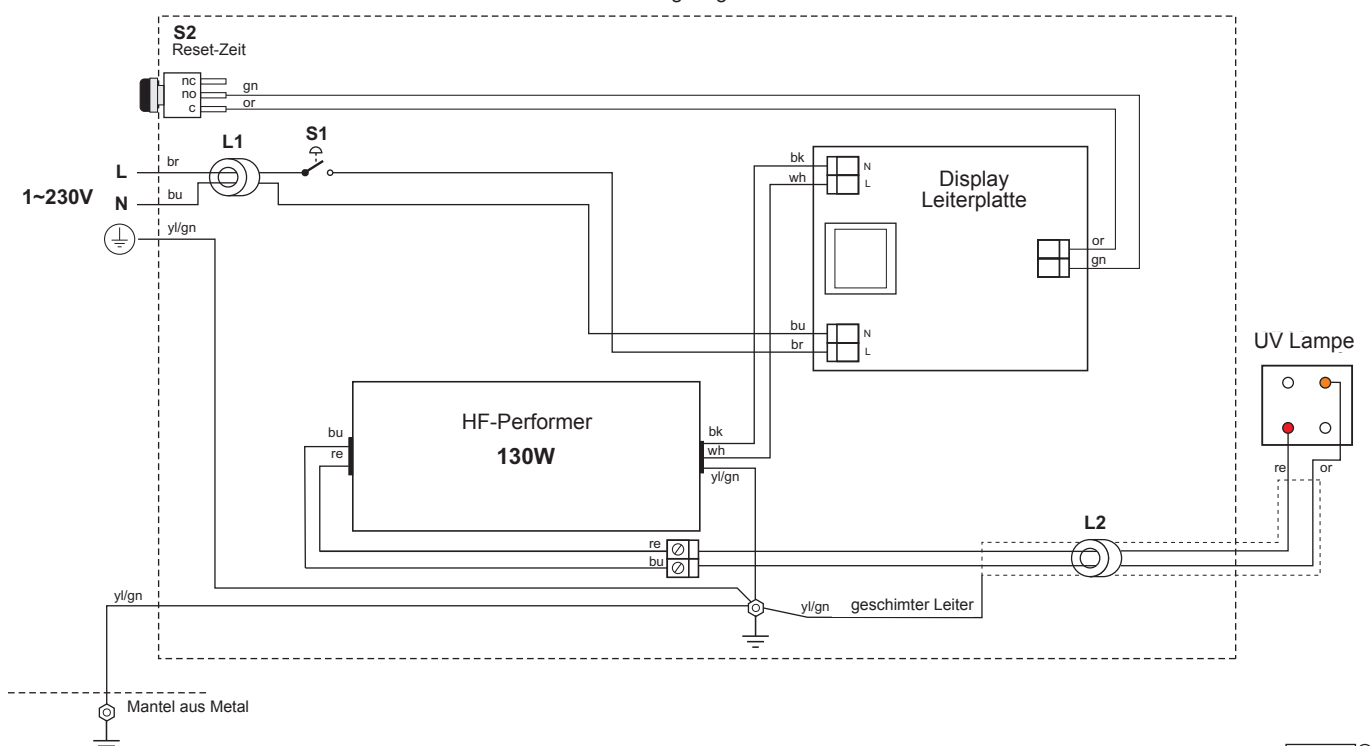 S2
Reset-Zeit
nc
no
c
gn
or
L1
S1
L
br
1~230V
N
bu
yl/gn
bk
N
wh
L
Display
Leiterplatte
or
gn
bu
N
br
L
UV Lampe
HF-Performer
130W
bu
re
bk
wh
yl/gn
re
or
L2
re
bu
yl/gn
yl/gn
geschimter Leiter
Mantel aus Metal